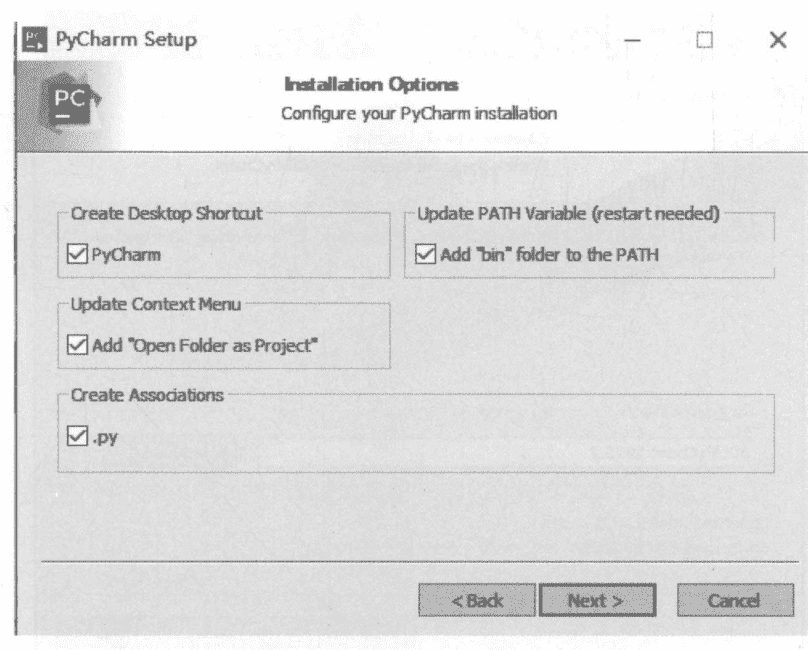 PyCharm Setup
PC
Installation Options
Configure your PyCharm installation
Create Desktop Shortcut
PyCharm
Update PATH Variable (restart needed)
Add "bin" folder to the PATH
Update Context Menu
Add "Open Folder as Project"
Create Associations
.py
< Back
Next >
Cancel